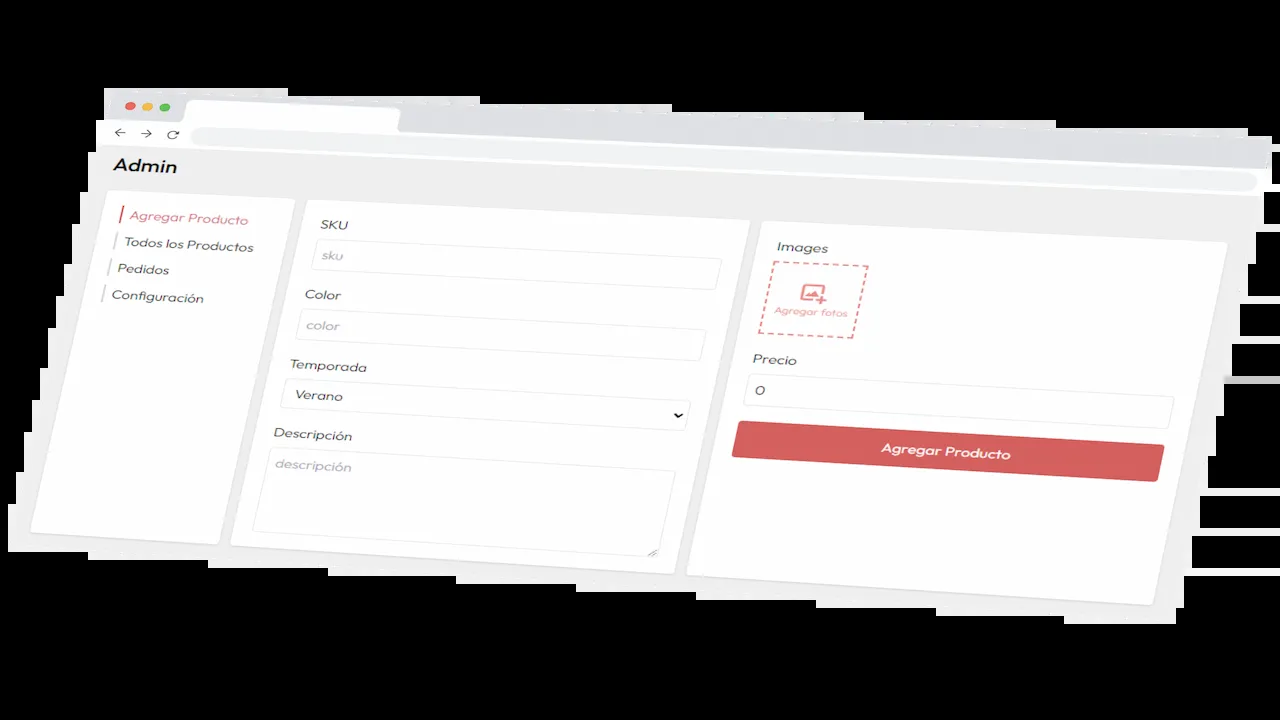 Admin
Agregar Producto
Todos los Productos
Pedidos
Configuración
SKU
sku
Color
color
Temporada
Verano
Descripción
descripción
Images
Agregar fotos
Precio
0
Agregar Producto